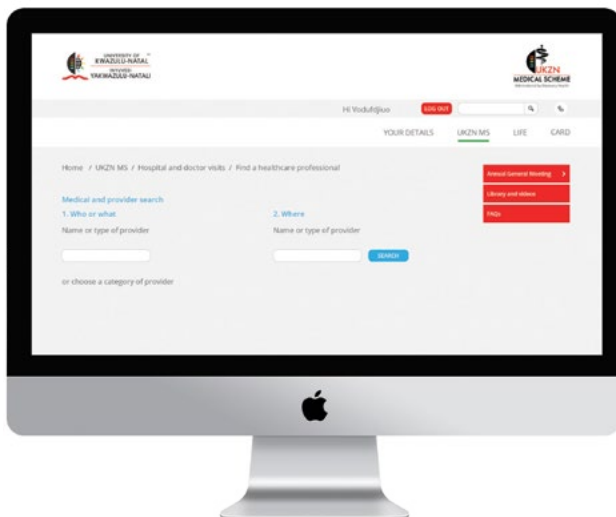 UNIVERSITY OF
KWAZULU-NATAL
INYUVESI
YAKWAZULU-NATALI
UKZN
MEDICAL SCHEME
Hi Vodufdjiuo LOG OUT
YOUR DETAILS UKZN MS LIFE CARD
Home / UKZN MS / Hospital and doctor visits / Find a healthcare professional
Annual General Meeting >
Library and videos
FAQs
Medical and provider search
1. Who or what 2. Where
Name or type of provider Name or type of provider
SEARCH
or choose a category of provider